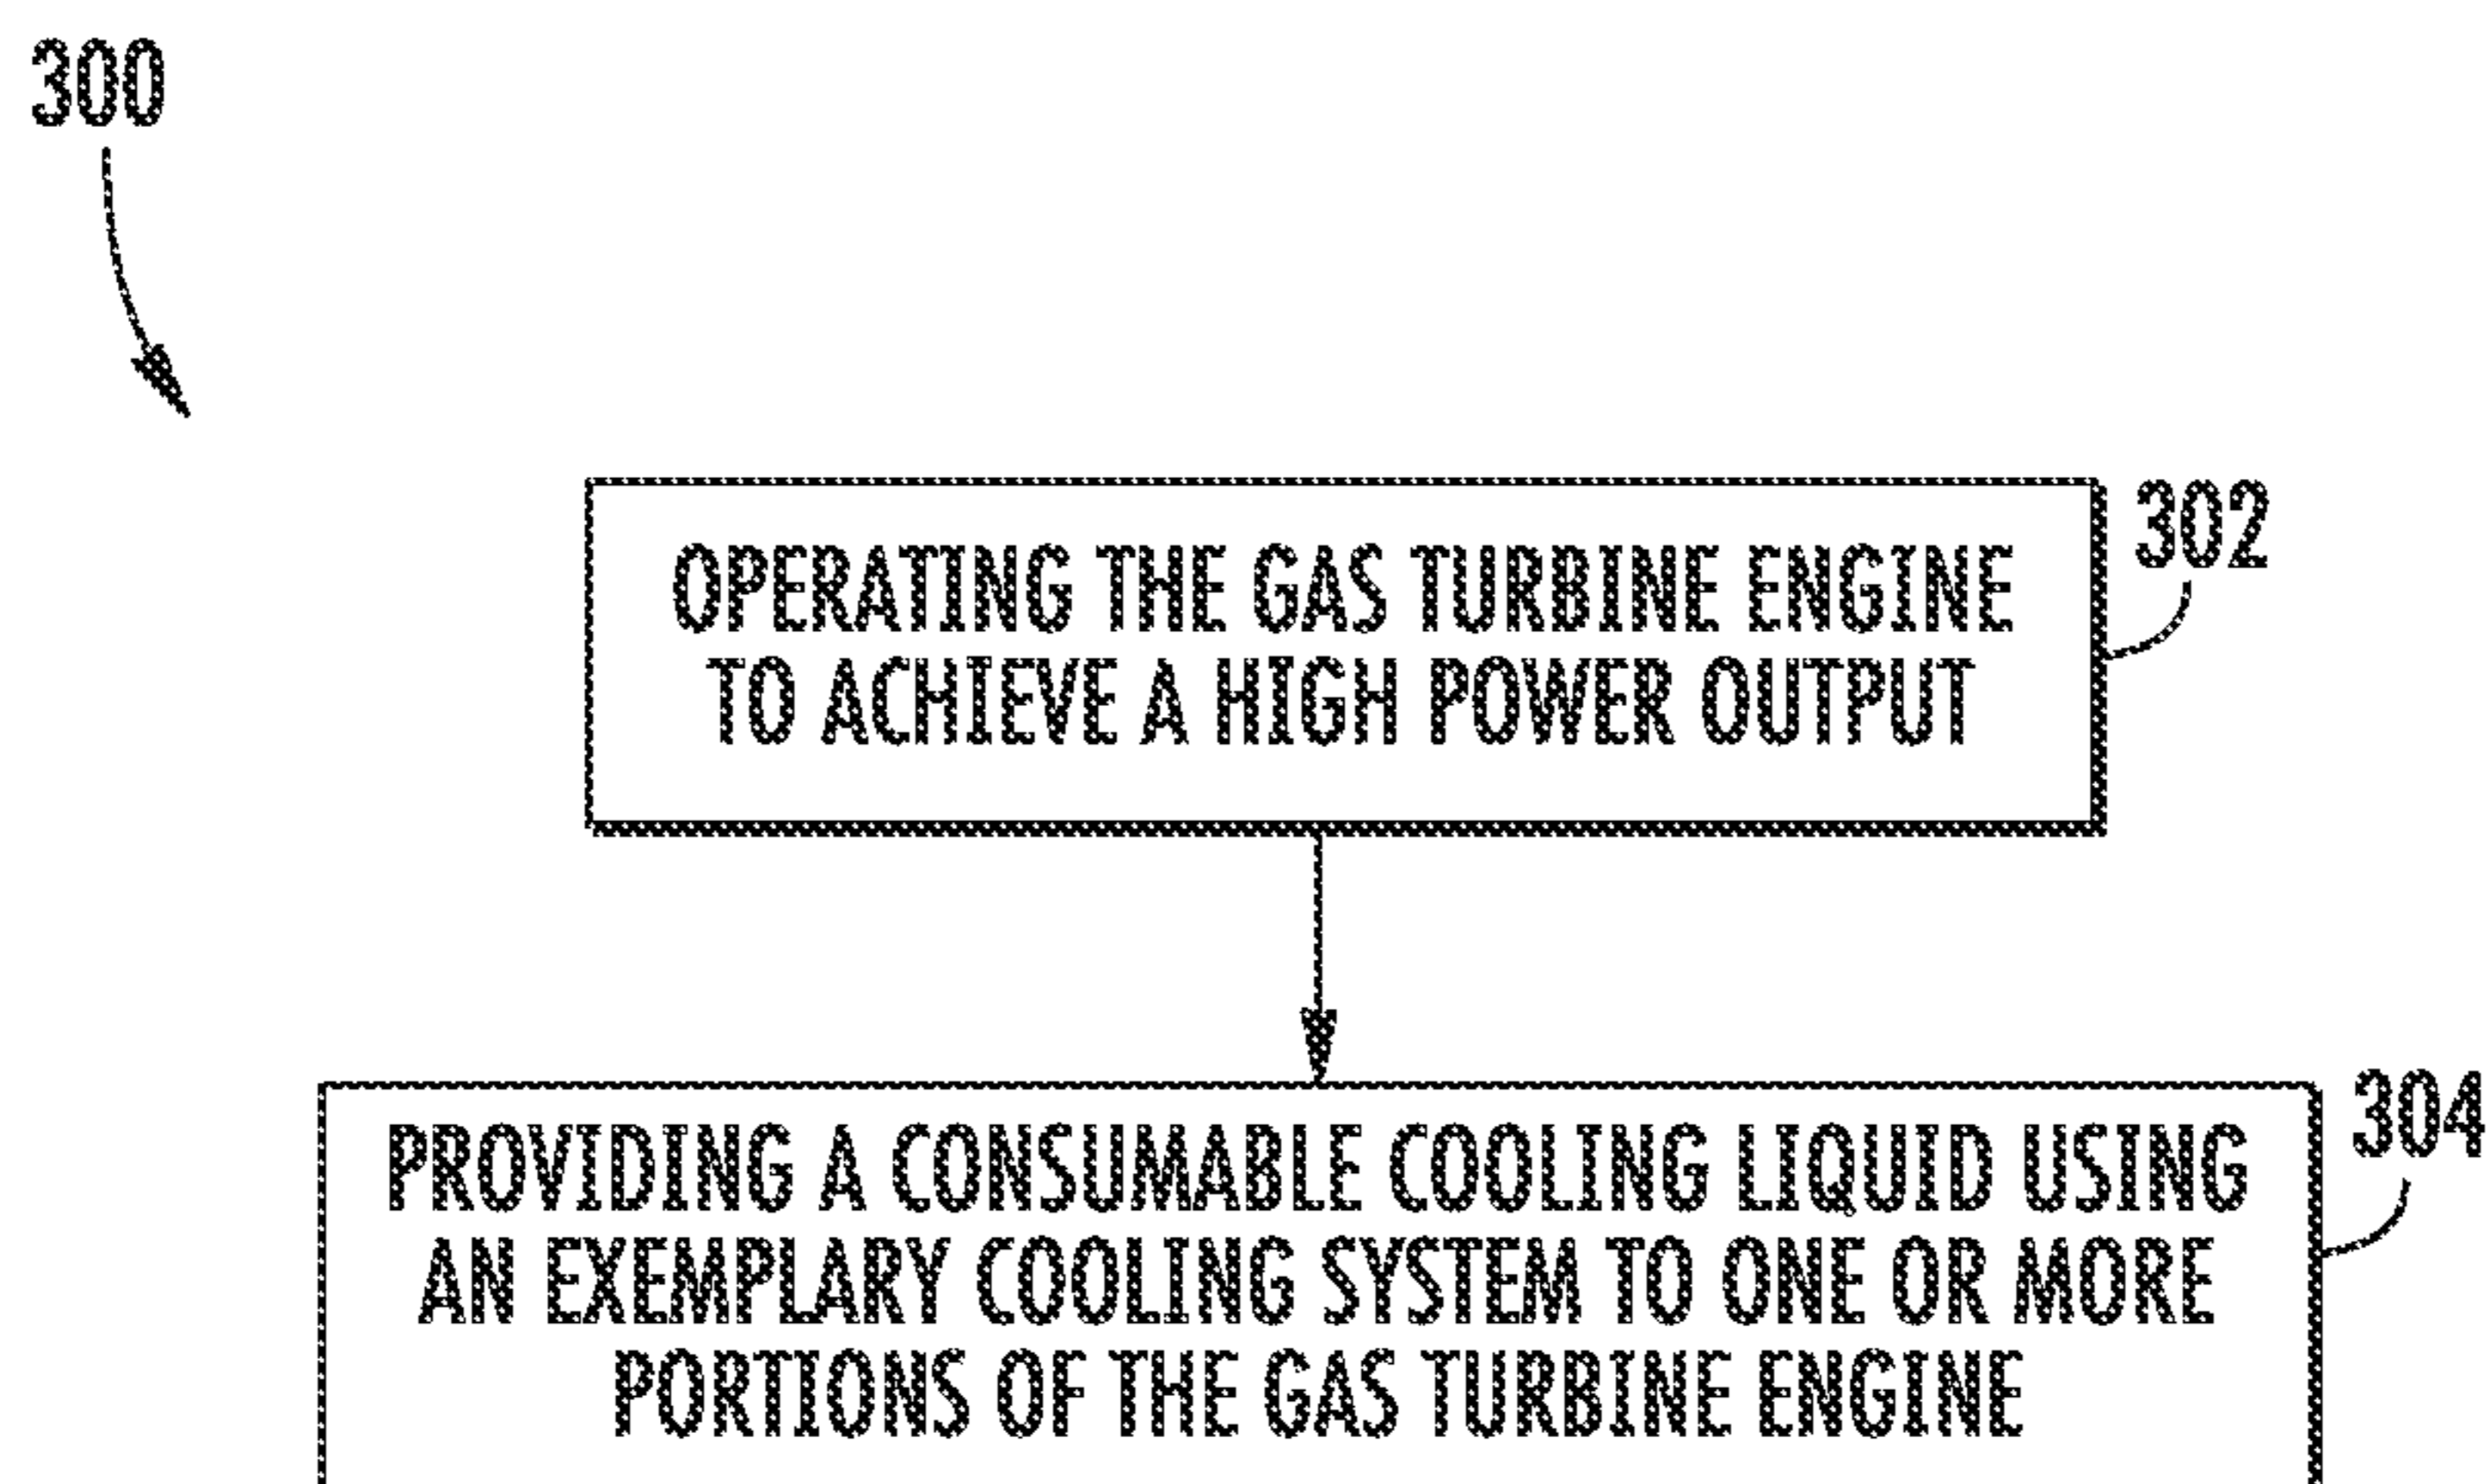 300
302
OPERATING THE GAS TURBINE ENGINE
TO ACHIEVE A HIGH POWER OUTPUT
304
PROVIDING A CONSUMABLE COOLING LIQUID USING
AN EXEMPLARY COOLING SYSTEM TO ONE OR MORE
PORTIONS OF THE GAS TURBINE ENGINE